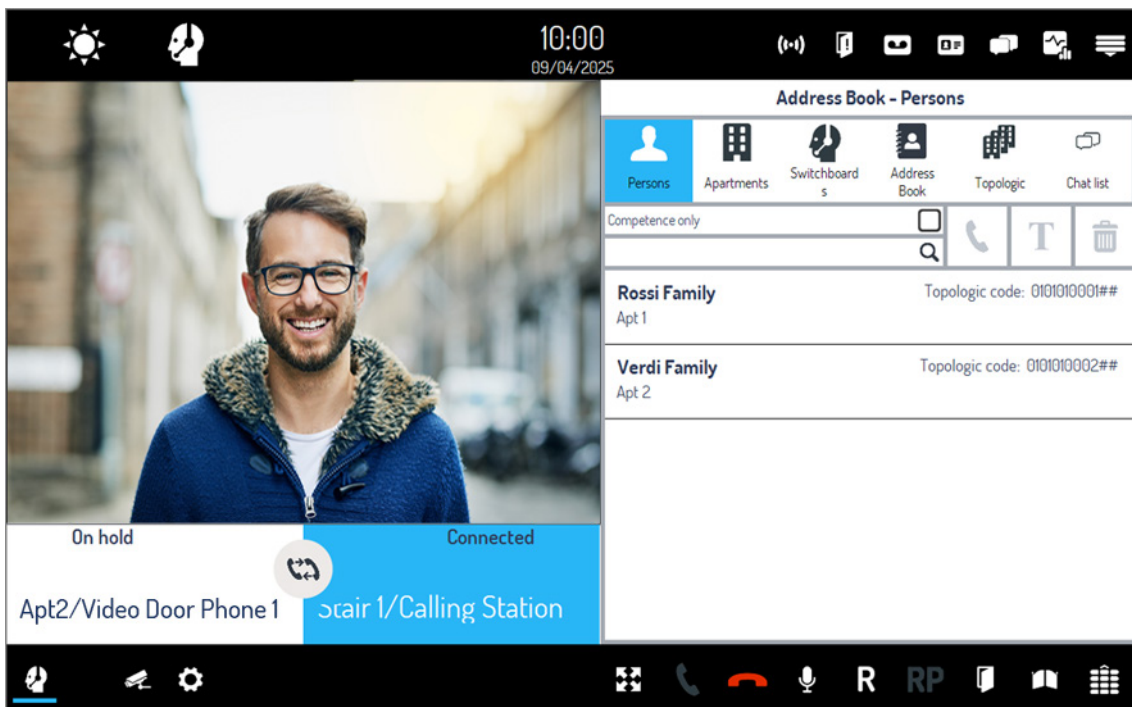 10:00
09/04/2025
Address Book - Persons
Persons
Apartments
Switchboard
s
Address
Book
Topologic
Chat list
Competence only
T
Rossi Family
Topologic code: 0101010001##
Apt 1
Verdi Family
Topologic code: 0101010002##
Apt 2
On hold
Connected
Apt2/Video Door Phone 1
Stair 1/Calling Station
R
RP